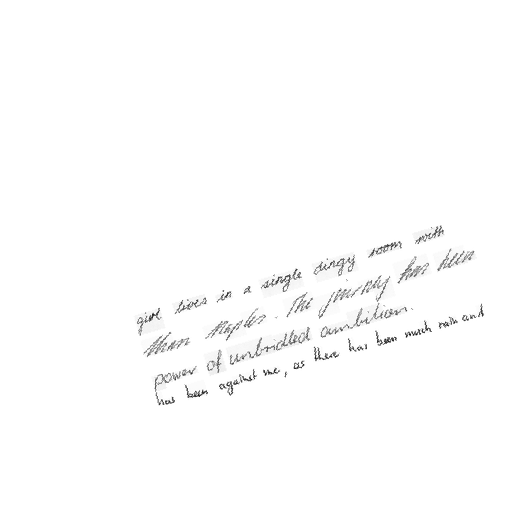 girl lives in a single dingy room with
than Naples. The journey has been
power of unbridled ambition.
has been against me, as there has been much rain and